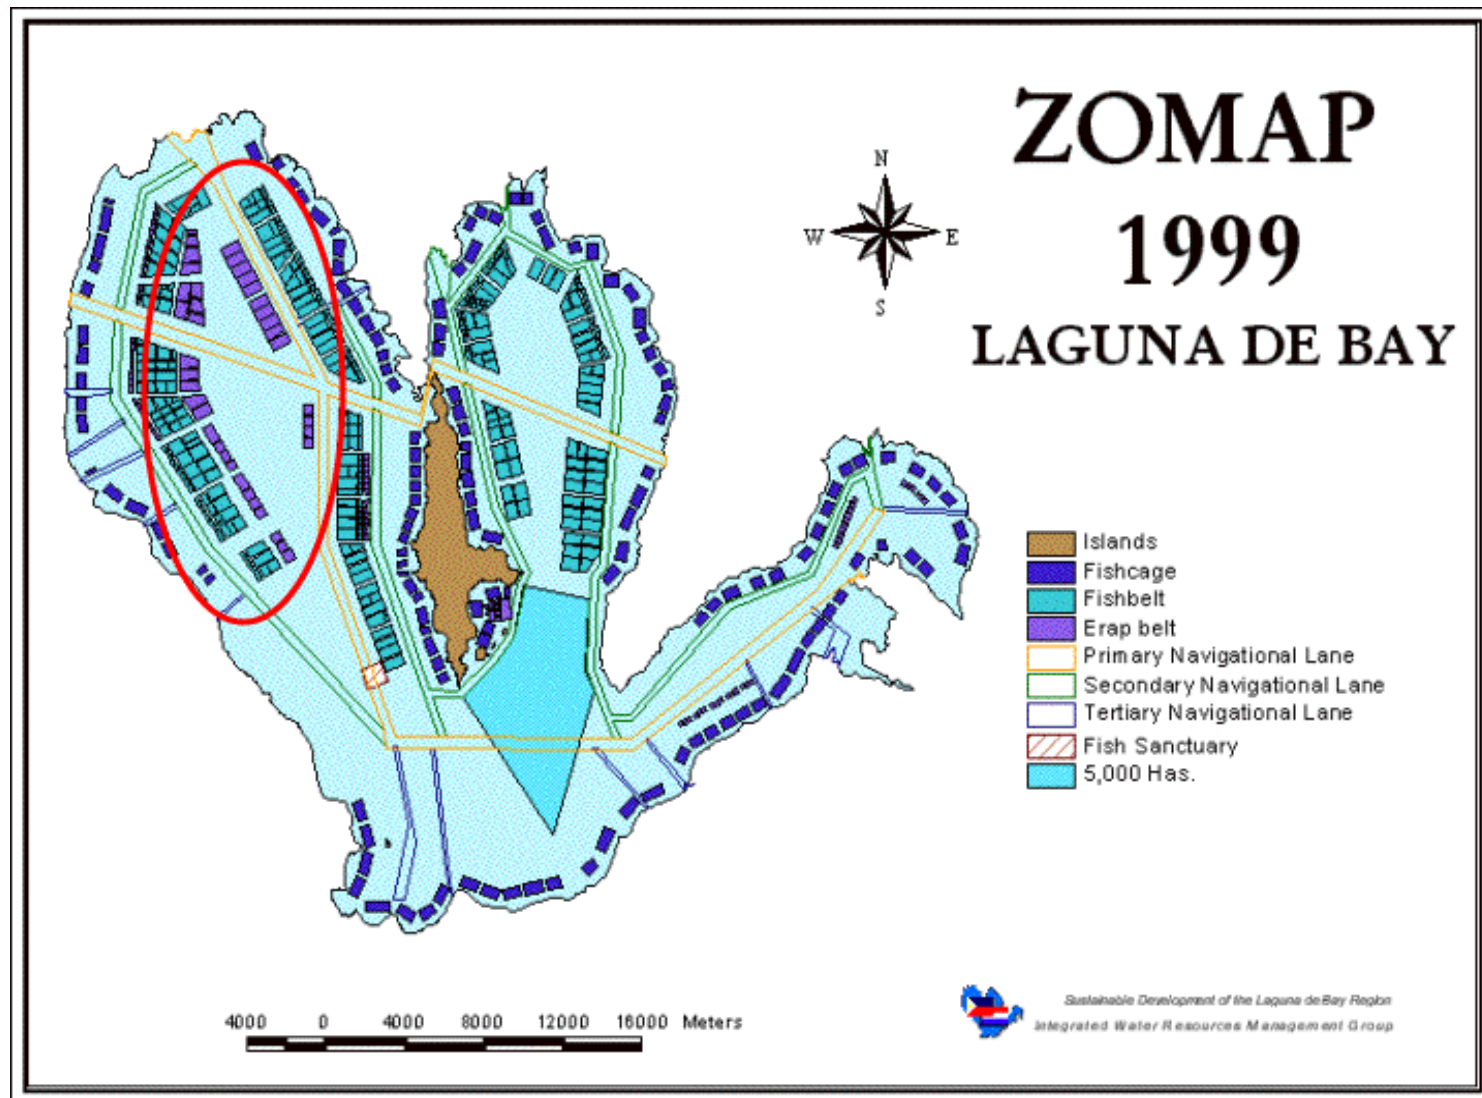 ZOMAP
1999
LAGUNA DE BAY
N
W E
S
Islands
Fishcage
Fishbelt
Erap belt
Primary Navigational Lane
Secondary Navigational Lane
Tertiary Navigational Lane
Fish Sanctuary
5,000 Has.
4000 0 4000 8000 12000 16000 Meters
Sustainable Development of the Laguna de Bay Region
Integrated Water Resources Management Group